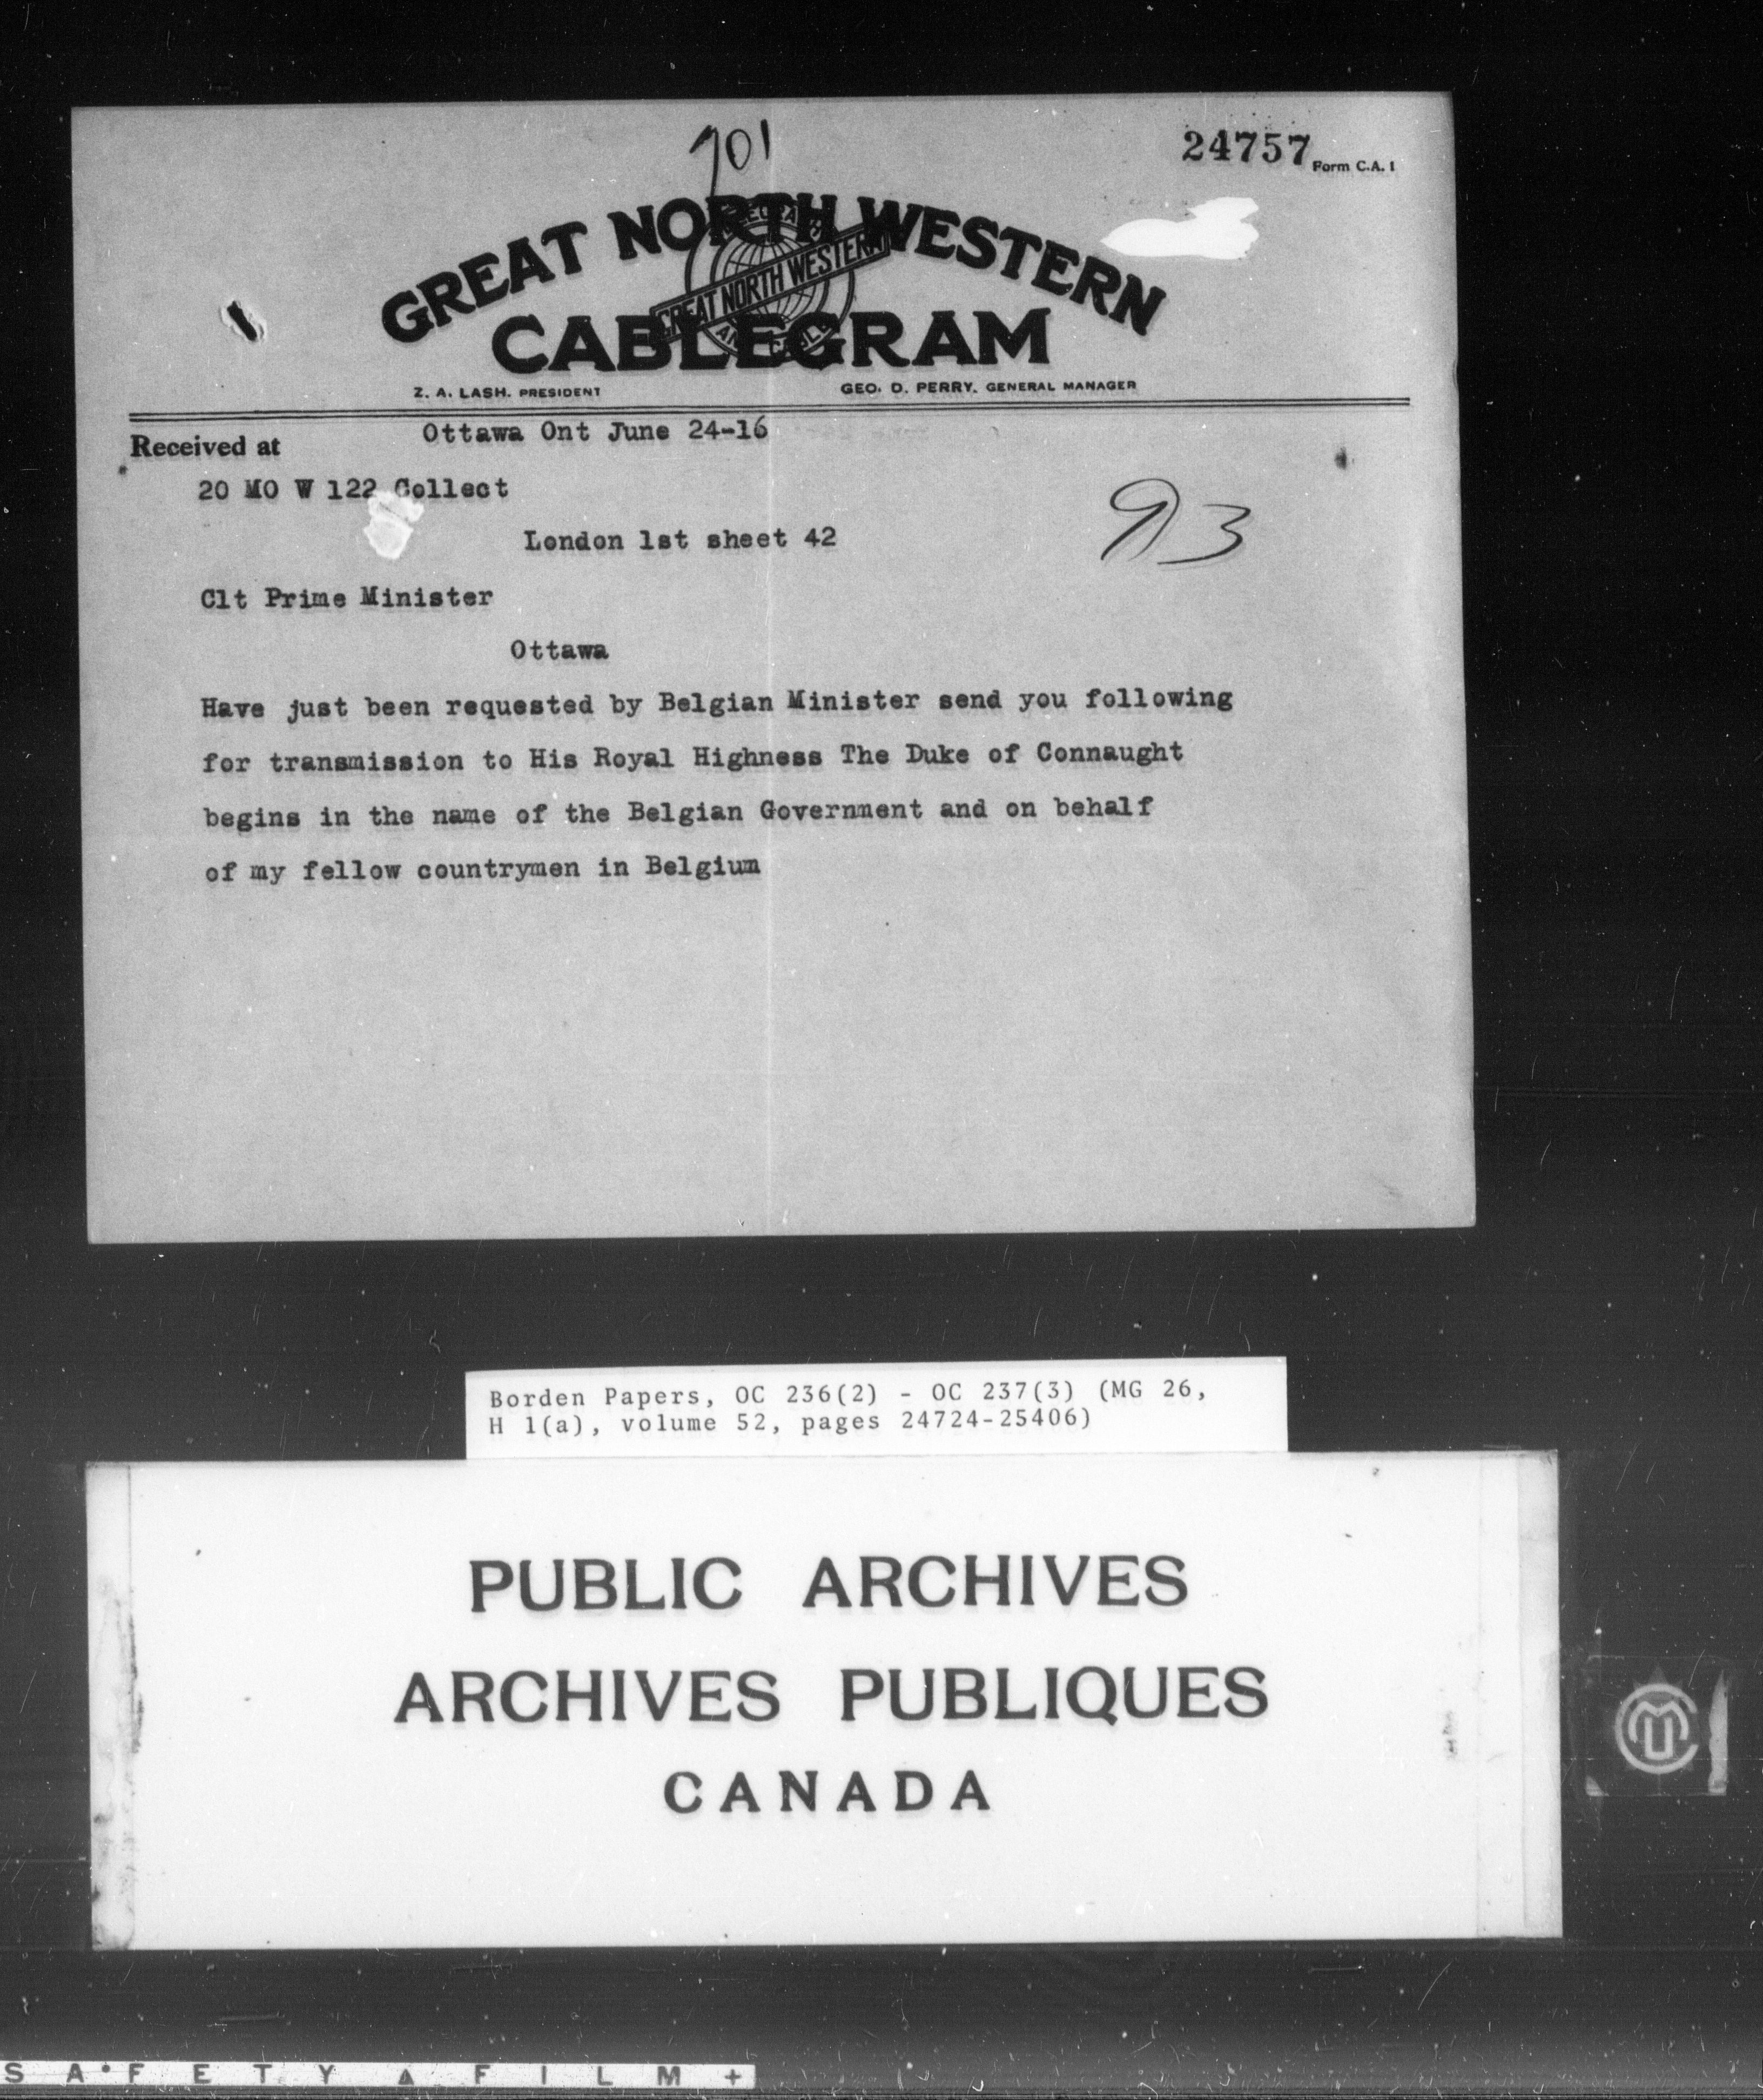 701
24757 Form C.A. 1
GREAT NORTH WESTERN
GREAT NORTH WESTERN
CABLEGRAM
Z. A. LASH, PRESIDENT GEO. D. PERRY, GENERAL MANAGER
Received at Ottawa Ont June 24-16
20 MO W 122 Collect
London 1st sheet 42
Clt Prime Minister
Ottawa
Have just been requested by Belgian Minister send you following
for transmission to His Royal Highness The Duke of Connaught
begins in the name of the Belgian Government and on behalf
of my fellow countrymen in Belgium
Borden Papers, OC 236(2) - OC 237(3) (MG 26,
H 1(a), volume 52, pages 24724-25406)
PUBLIC ARCHIVES
ARCHIVES PUBLIQUES
CANADA
SAFETY FILM